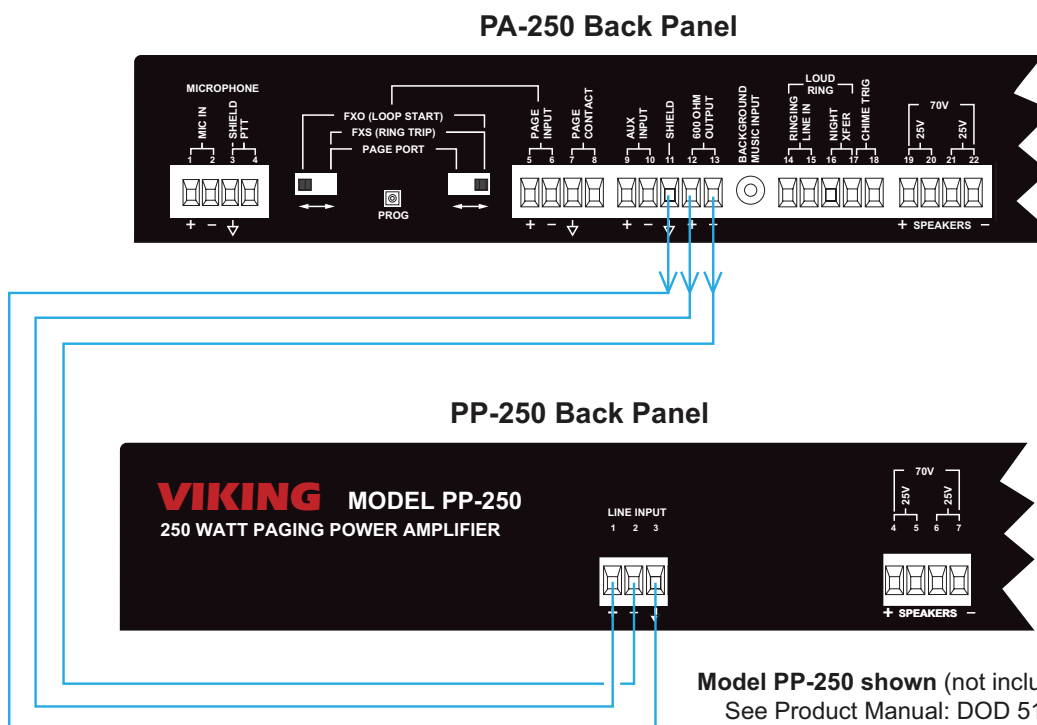 PA-250 Back Panel
MICROPHONE
MIC IN
SHIELD
PTT
1 2 3 4
+ −
FXO (LOOP START)
FXS (RING TRIP)
PAGE PORT
PROG
PAGE INPUT
PAGE CONTACT
5 6 7 8
+ −
AUX INPUT
SHIELD
600 OHM OUTPUT
9 10 11 12 13
+ − + −
BACKGROUND MUSIC INPUT
LOUD RING
RINGING LINE IN
NIGHT XFER
CHIME TRIG
14 15 16 17 18
70V
25V 25V
19 20 21 22
+ SPEAKERS −
PP-250 Back Panel
VIKING MODEL PP-250
250 WATT PAGING POWER AMPLIFIER
LINE INPUT
1 2 3
+ −
70V
25V 25V
4 5 6 7
+ SPEAKERS −
Model PP-250 shown (not inclu
See Product Manual: DOD 51